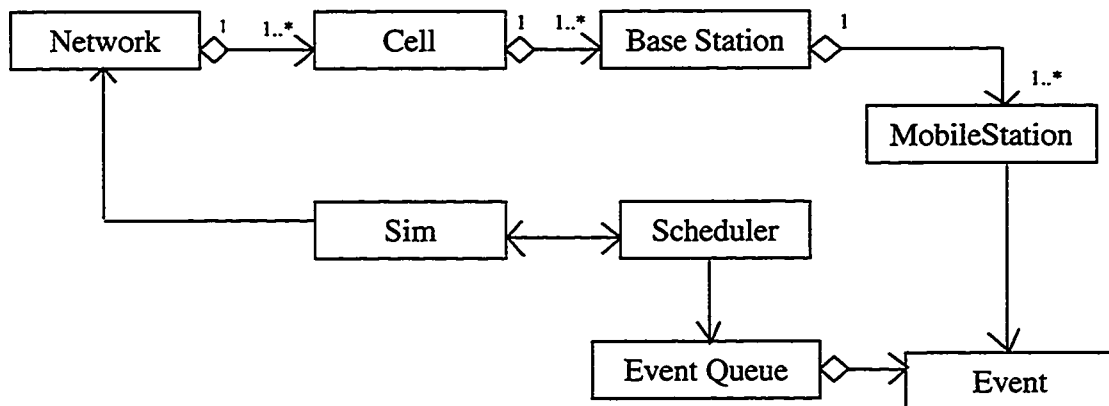 Network 1 1..* Cell 1 1..* Base Station 1
1..*
MobileStation
Sim Scheduler
Event Queue Event